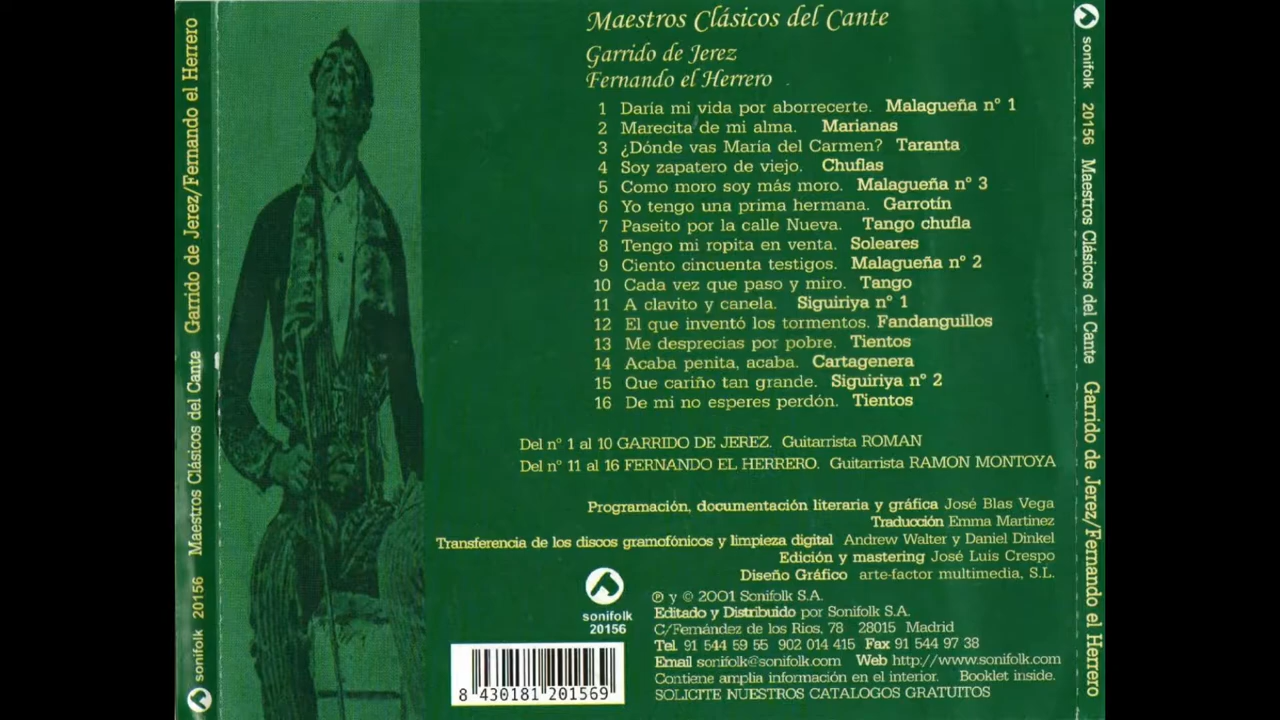 Maestros Clásicos del Cante
Garrido de Jerez
Fernando el Herrero
1 Daría mi vida por aborrecerte. Malagueña nº 1
2 Marecita de mi alma. Marianas
3 ¿Dónde vas María del Carmen? Taranta
4 Soy zapatero de viejo. Chuflas
5 Como moro soy más moro. Malagueña nº 3
6 Yo tengo una prima hermana. Garrotín
7 Paseito por la calle Nueva. Tango chufla
8 Tengo mi ropita en venta. Soleares
9 Ciento cincuenta testigos. Malagueña nº 2
10 Cada vez que paso y miro. Tango
11 A clavito y canela. Siguiriya nº 1
12 El que inventó los tormentos. Fandanguillos
13 Me desprecias por pobre. Tientos
14 Acaba penita, acaba. Cartagenera
15 Que cariño tan grande. Siguiriya nº 2
16 De mi no esperes perdón. Tientos
Del nº 1 al 10 GARRIDO DE JEREZ. Guitarrista ROMAN
Del nº 11 al 16 FERNANDO EL HERRERO. Guitarrista RAMON MONTOYA
Programación, documentación literaria y gráfica José Blas Vega
Traducción Emma Martinez
Transferencia de los discos gramofónicos y limpieza digital Andrew Walter y Daniel Dinkel
Edición y mastering José Luis Crespo
Diseño Gráfico arte-factor multimedia, S.L.
sonifolk
20156
℗ y © 2001 Sonifolk S.A.
Editado y Distribuido por Sonifolk S.A.
C/Fernández de los Rios, 78 28015 Madrid
Tel. 91 544 59 55 902 014 415 Fax 91 544 97 38
Email sonifolk@sonifolk.com Web http://www.sonifolk.com
Contiene amplia información en el interior. Booklet inside.
SOLICITE NUESTROS CATALOGOS GRATUITOS
8 430181 201569
sonifolk 20156 Maestros Clásicos del Cante Garrido de Jerez/Fernando el Herrero
sonifolk 20156 Maestros Clásicos del Cante Garrido de Jerez/Fernando el Herrero